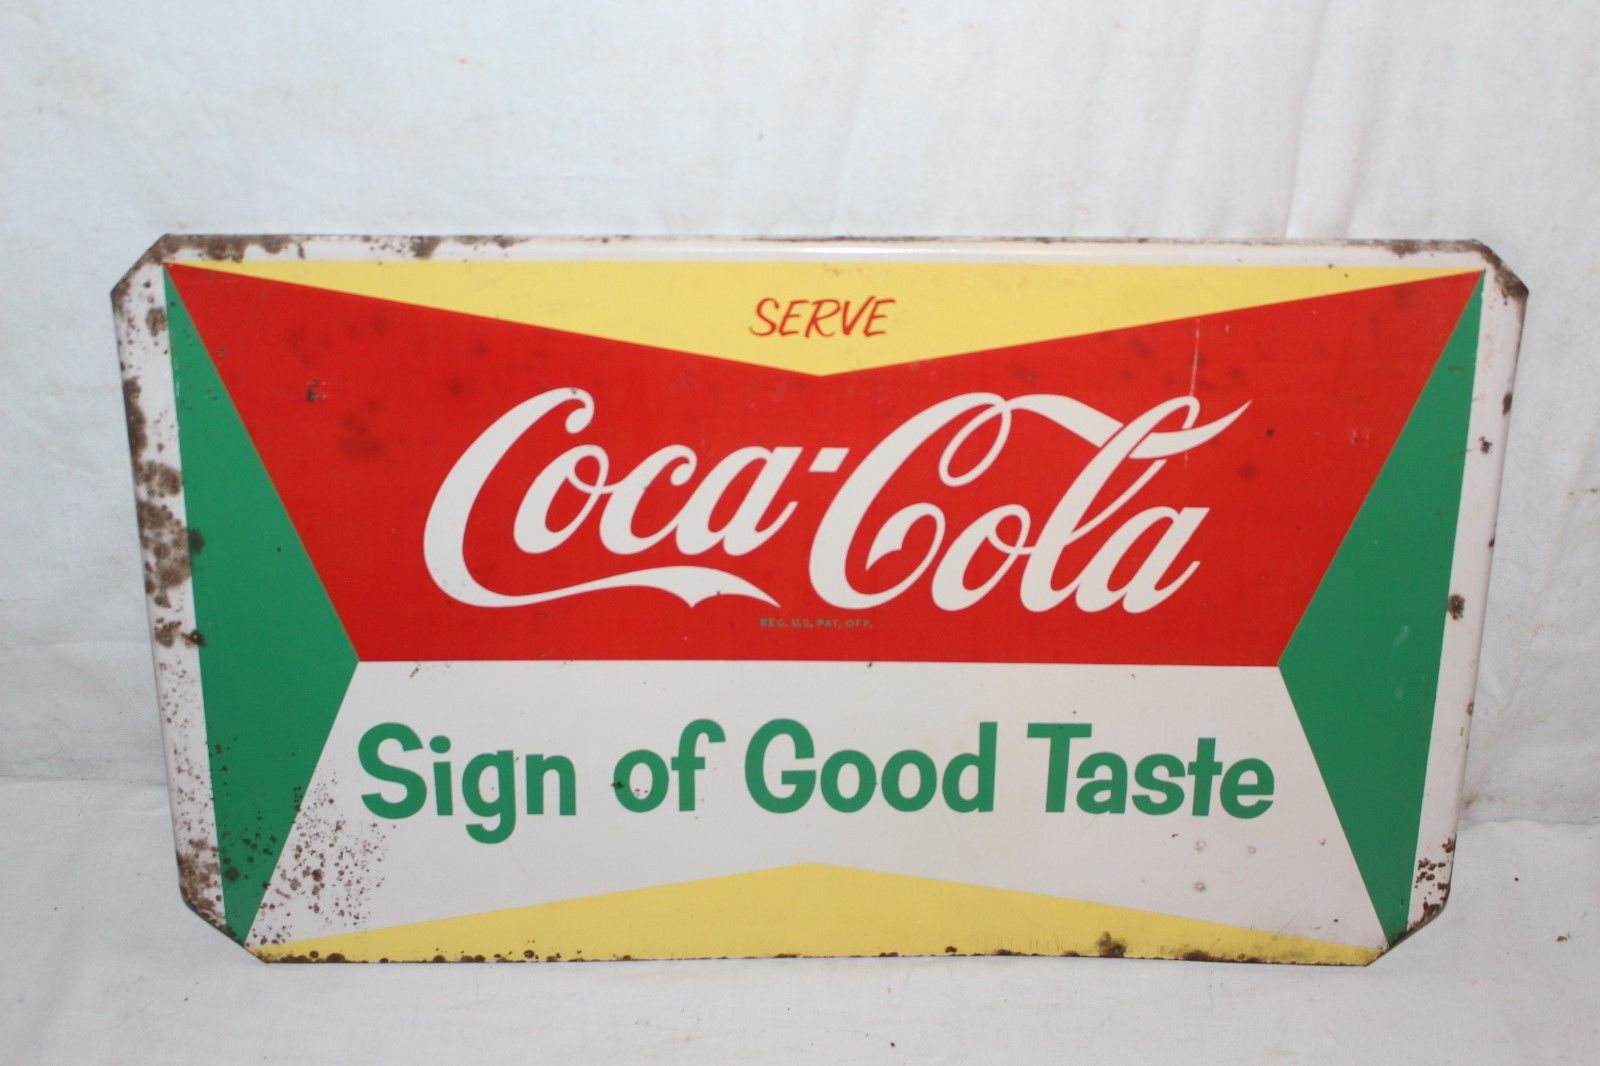 SERVE
Coca-Cola
REG. U.S. PAT. OFF.
Sign of Good Taste